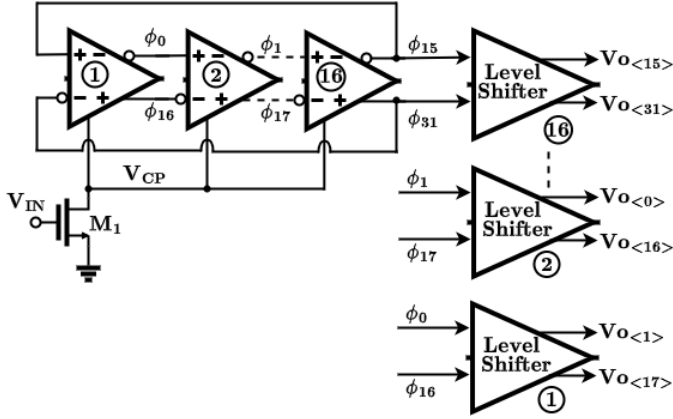 ϕ0
ϕ1
ϕ15
+ − + − + −
1 2 16
− + − + − +
ϕ16
ϕ17
ϕ31
VCP
VIN
M1
Level
Shifter
Vo<15>
Vo<31>
16
ϕ1
ϕ17
Level
Shifter
Vo<0>
Vo<16>
2
ϕ0
ϕ16
Level
Shifter
Vo<1>
Vo<17>
1